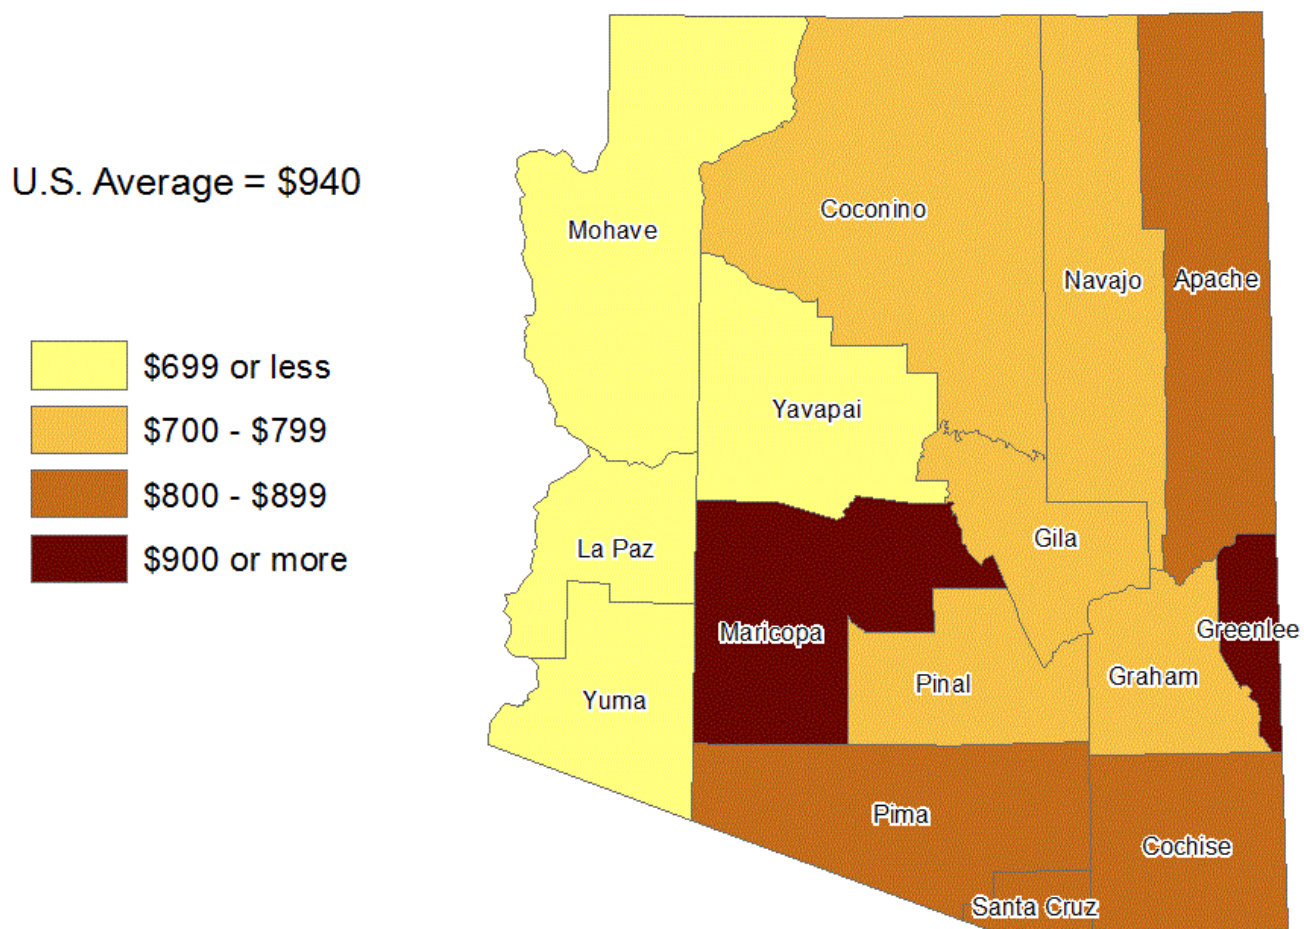 U.S. Average = $940
$699 or less
$700 - $799
$800 - $899
$900 or more
Mohave
Coconino
Navajo
Apache
Yavapai
La Paz
Gila
Maricopa
Greenlee
Yuma
Pinal
Graham
Pima
Cochise
Santa Cruz